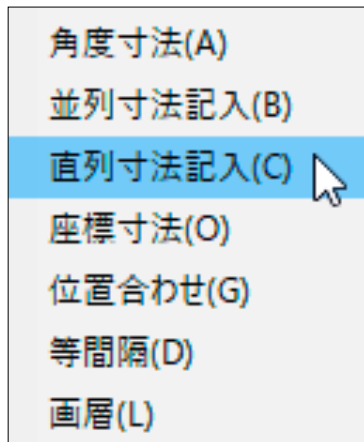 角度寸法(A)
並列寸法記入(B)
直列寸法記入(C)
座標寸法(O)
位置合わせ(G)
等間隔(D)
画層(L)